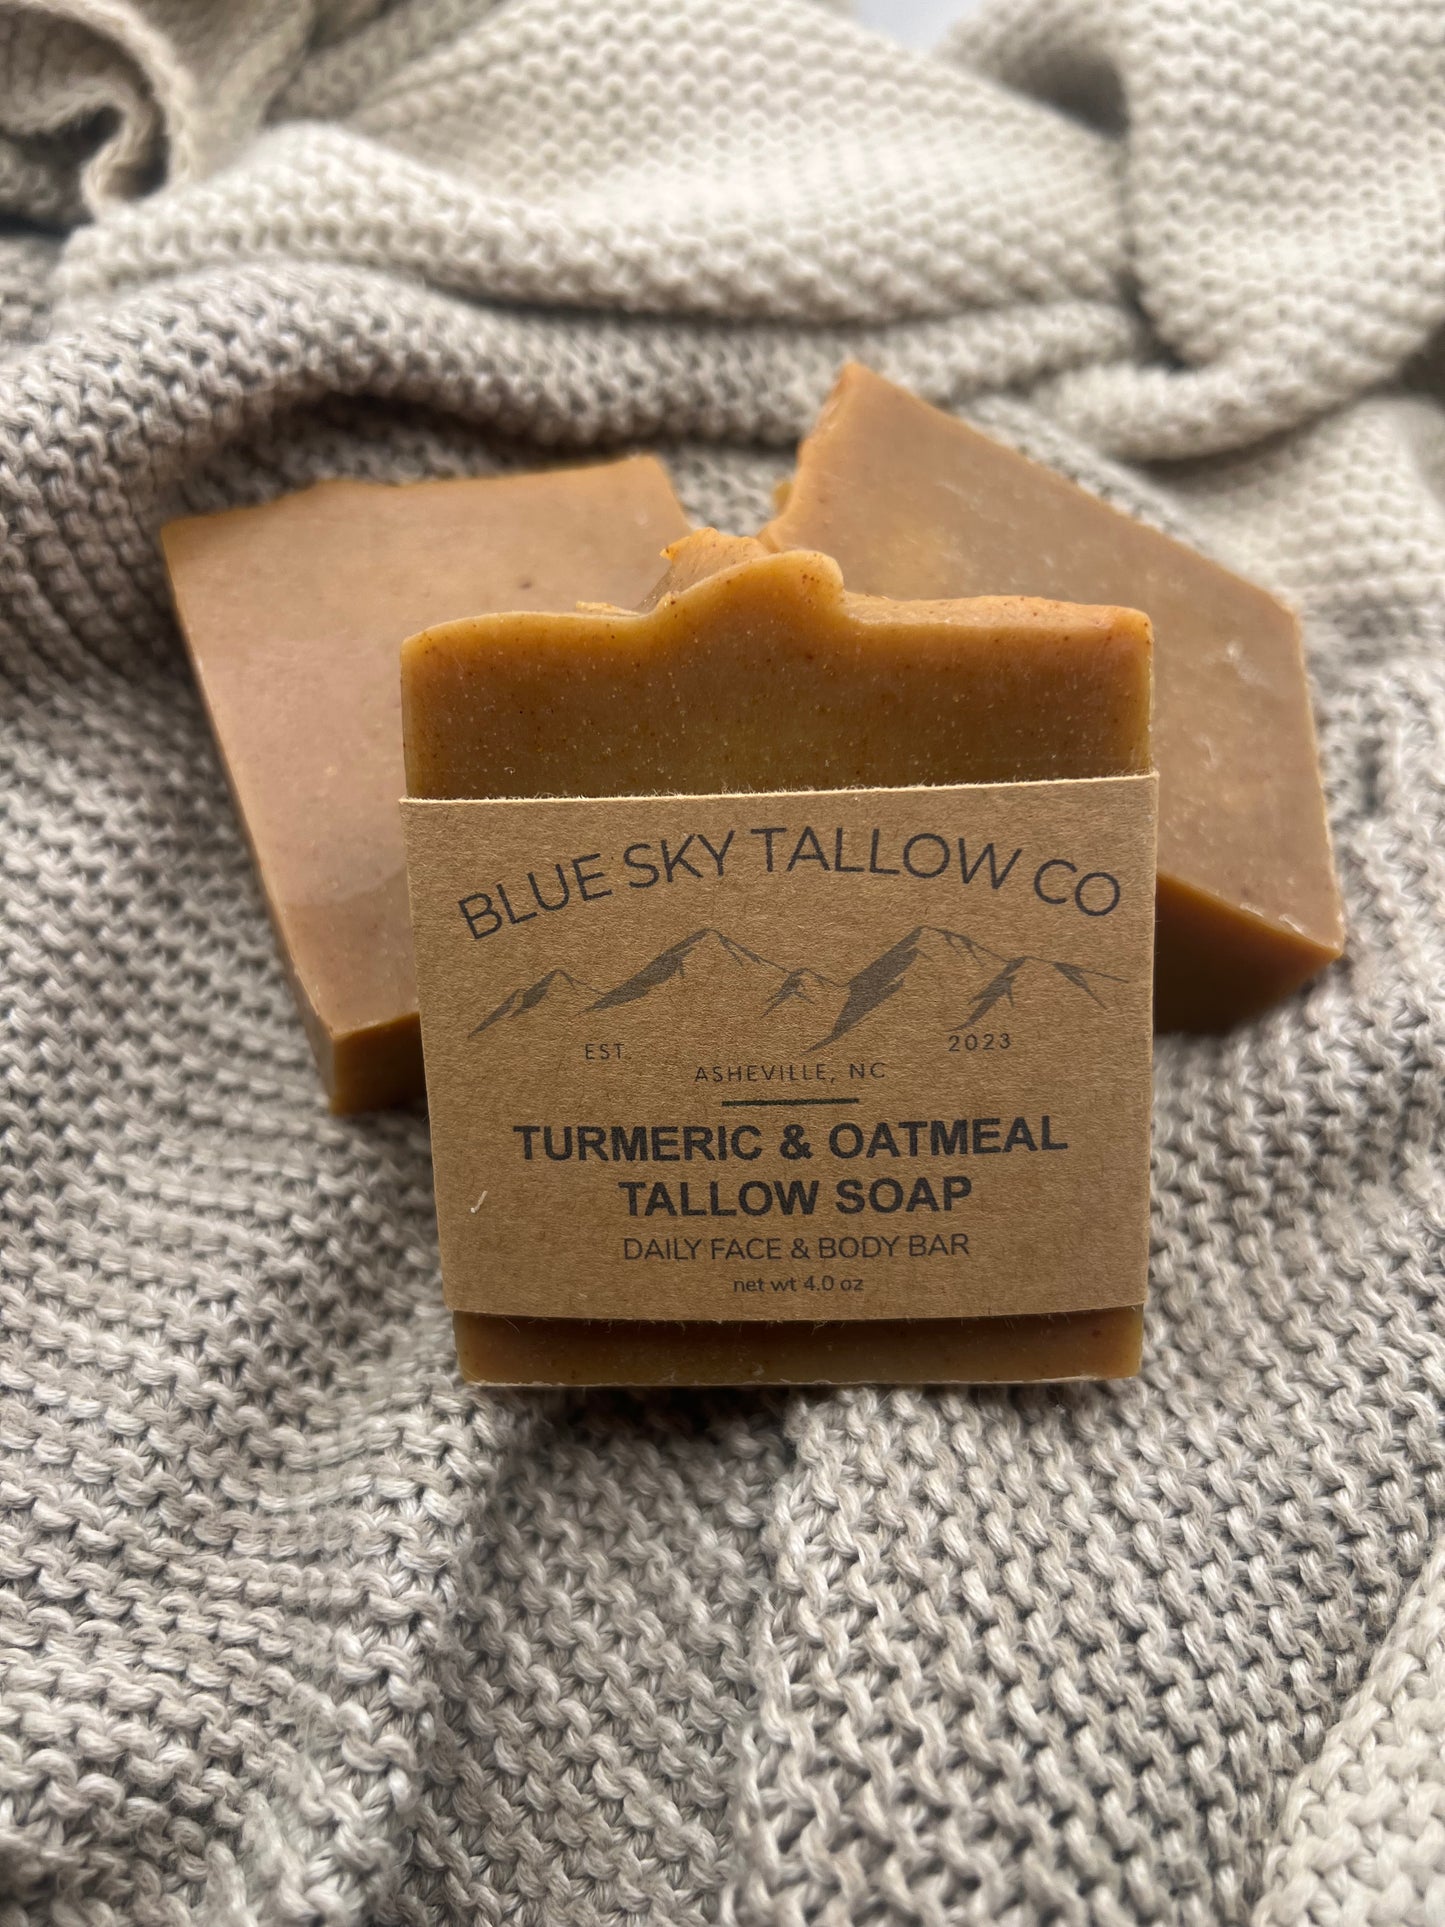 BLUE SKY TALLOW CO
EST. 2023
ASHEVILLE, NC
TURMERIC & OATMEAL
TALLOW SOAP
DAILY FACE & BODY BAR
net wt 4.0 oz